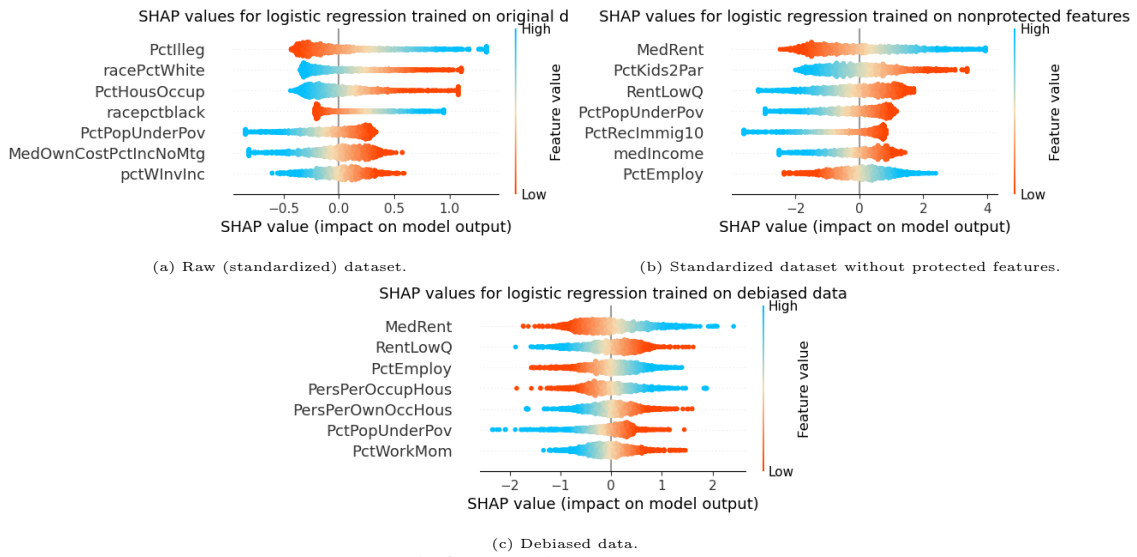 SHAP values for logistic regression trained on original d
High
PctIlleg
racePctWhite
PctHousOccup
racepctblack
PctPopUnderPov
MedOwnCostPctIncNoMtg
pctWInvInc
Feature value
Low
−0.5 0.0 0.5 1.0
SHAP value (impact on model output)
(a) Raw (standardized) dataset.
SHAP values for logistic regression trained on nonprotected features
High
MedRent
PctKids2Par
RentLowQ
PctPopUnderPov
PctRecImmig10
medIncome
PctEmploy
Feature value
Low
−2 0 2 4
SHAP value (impact on model output)
(b) Standardized dataset without protected features.
SHAP values for logistic regression trained on debiased data
High
MedRent
RentLowQ
PctEmploy
PersPerOccupHous
PersPerOwnOccHous
PctPopUnderPov
PctWorkMom
Feature value
Low
−2 −1 0 1 2
SHAP value (impact on model output)
(c) Debiased data.